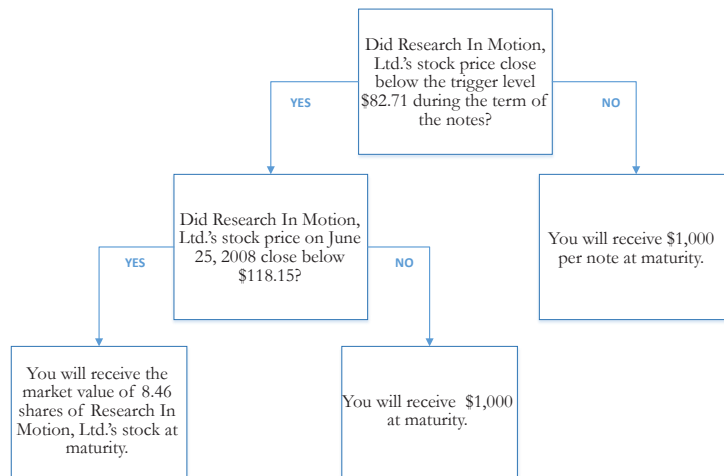 Did Research In Motion,
Ltd.’s stock price close
below the trigger level
$82.71 during the term of
the notes?
YES
NO
Did Research In Motion,
Ltd.’s stock price on June
25, 2008 close below
$118.15?
You will receive $1,000
per note at maturity.
YES
NO
You will receive the
market value of 8.46
shares of Research In
Motion, Ltd.’s stock at
maturity.
You will receive $1,000
at maturity.